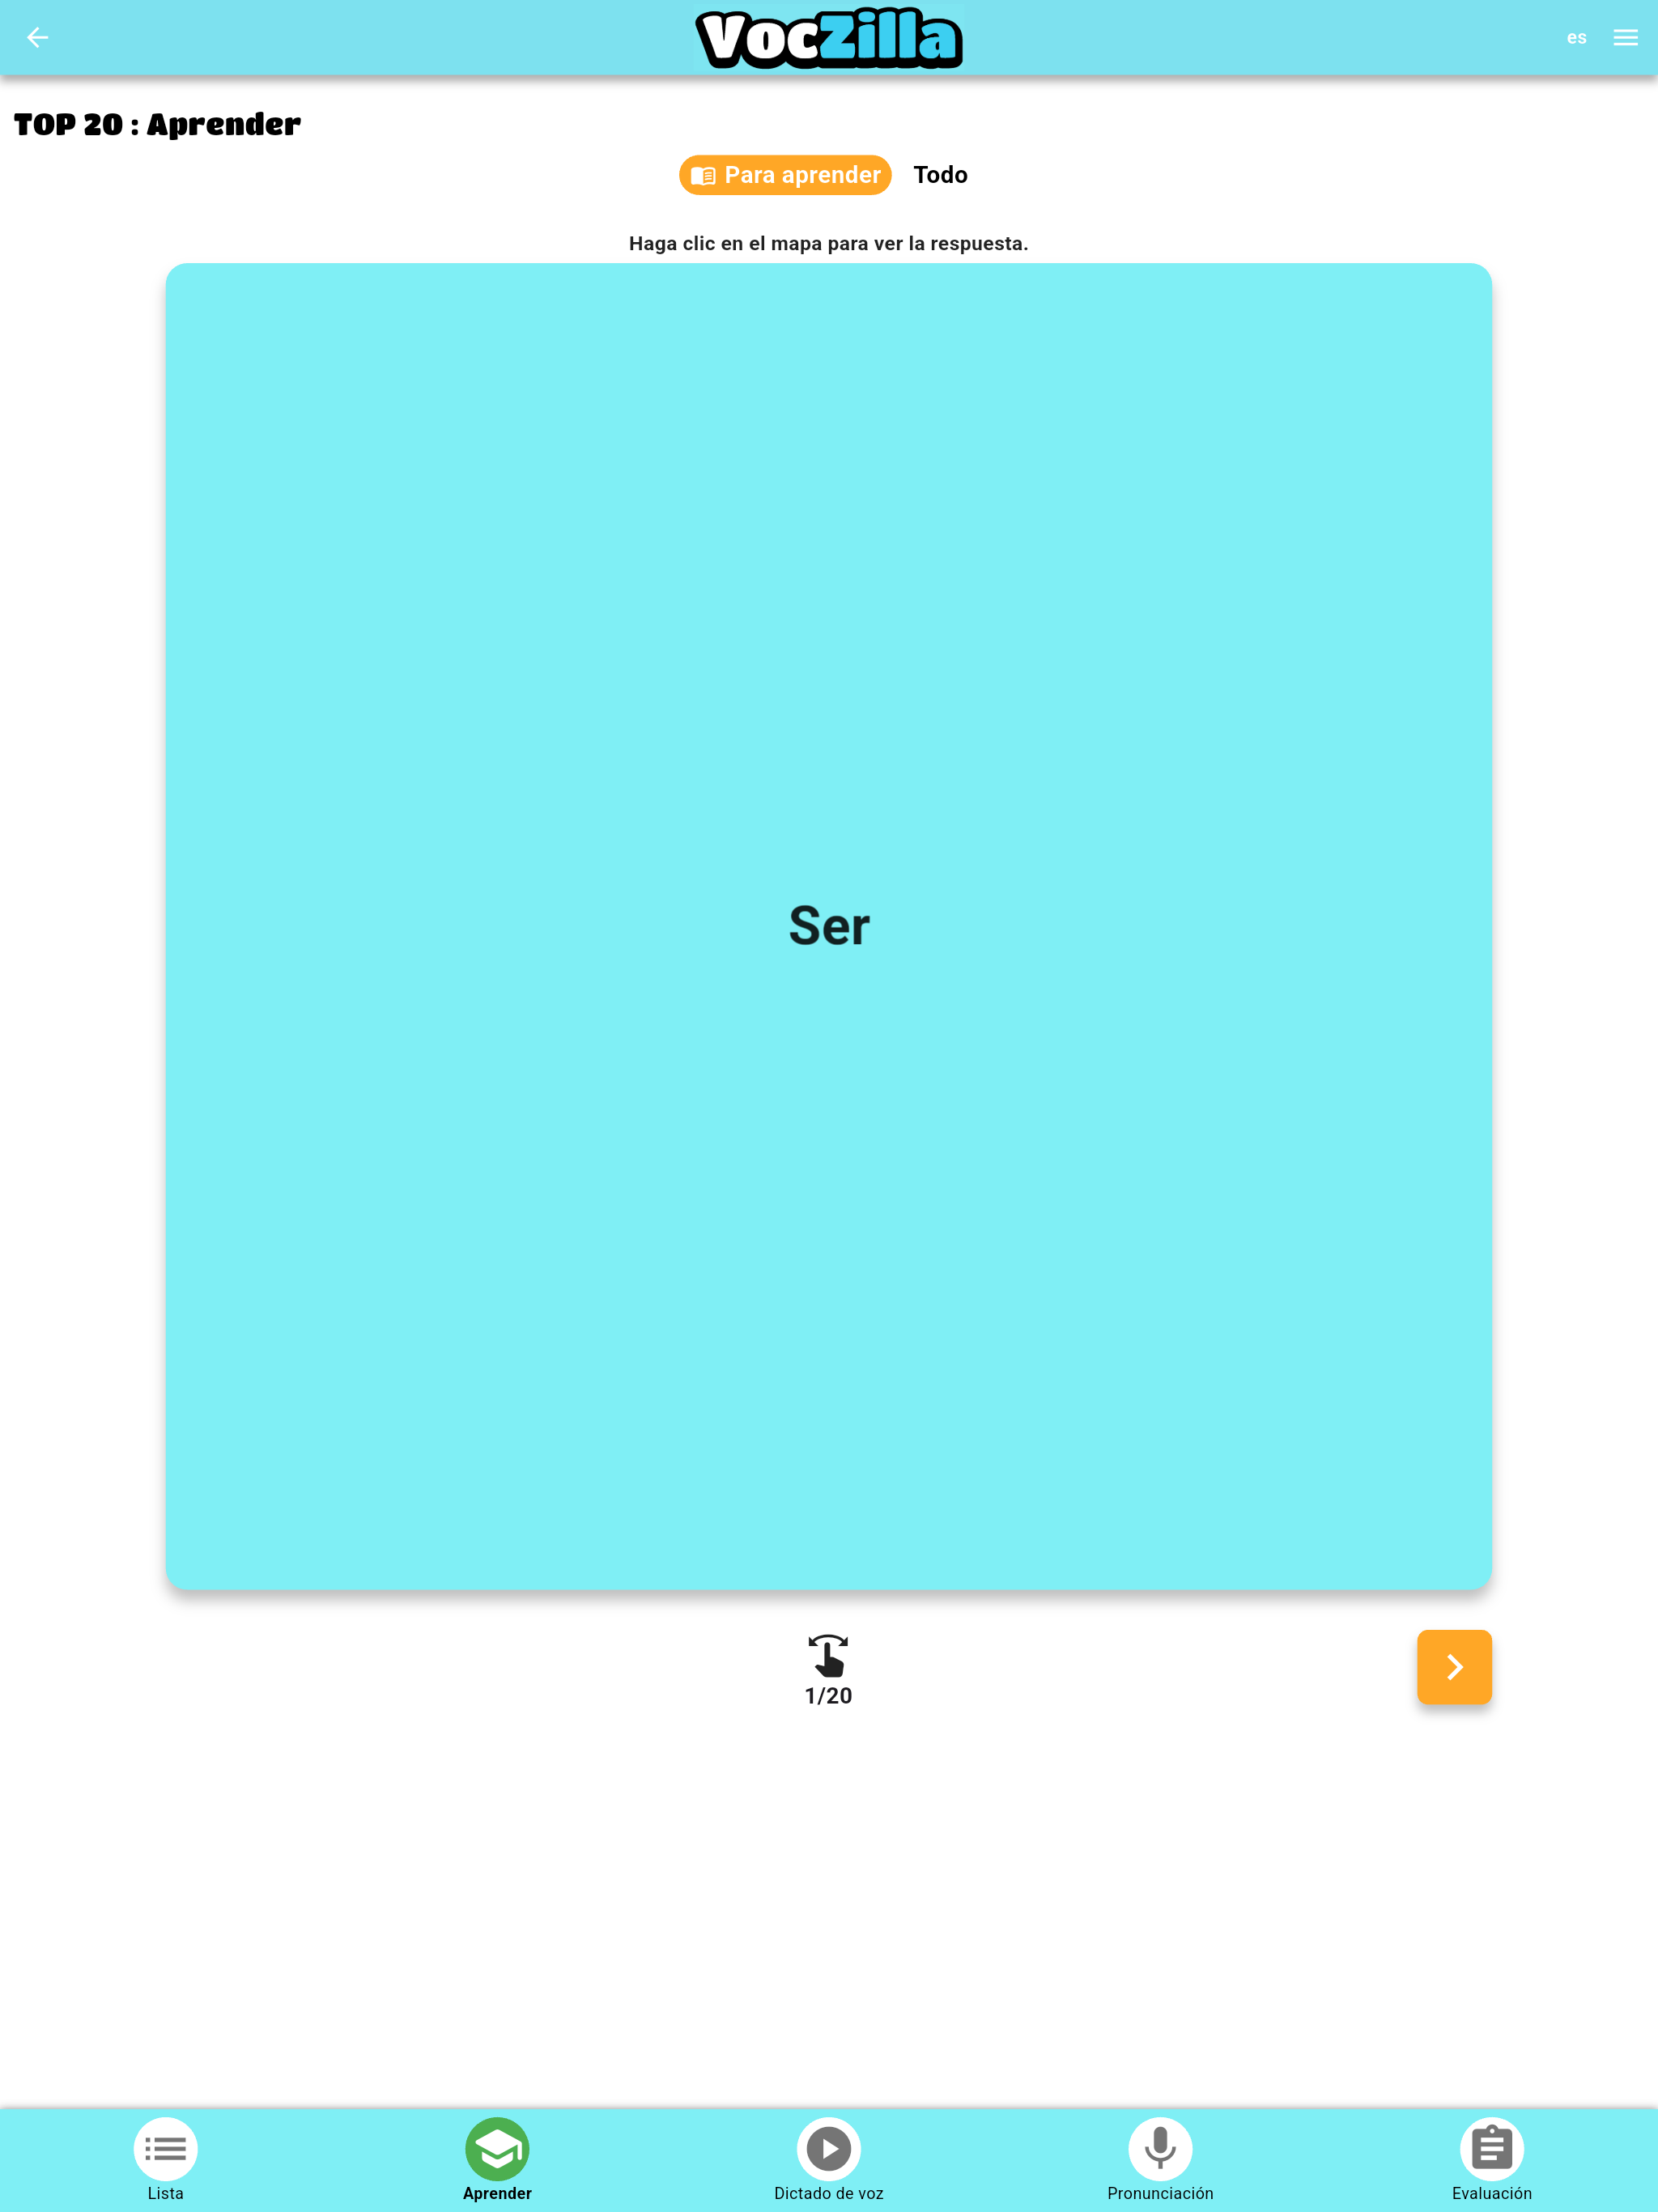 VocZilla
es
TOP 20 : Aprender
Para aprender
Todo
Haga clic en el mapa para ver la respuesta.
Ser
1/20
Lista
Aprender
Dictado de voz
Pronunciación
Evaluación